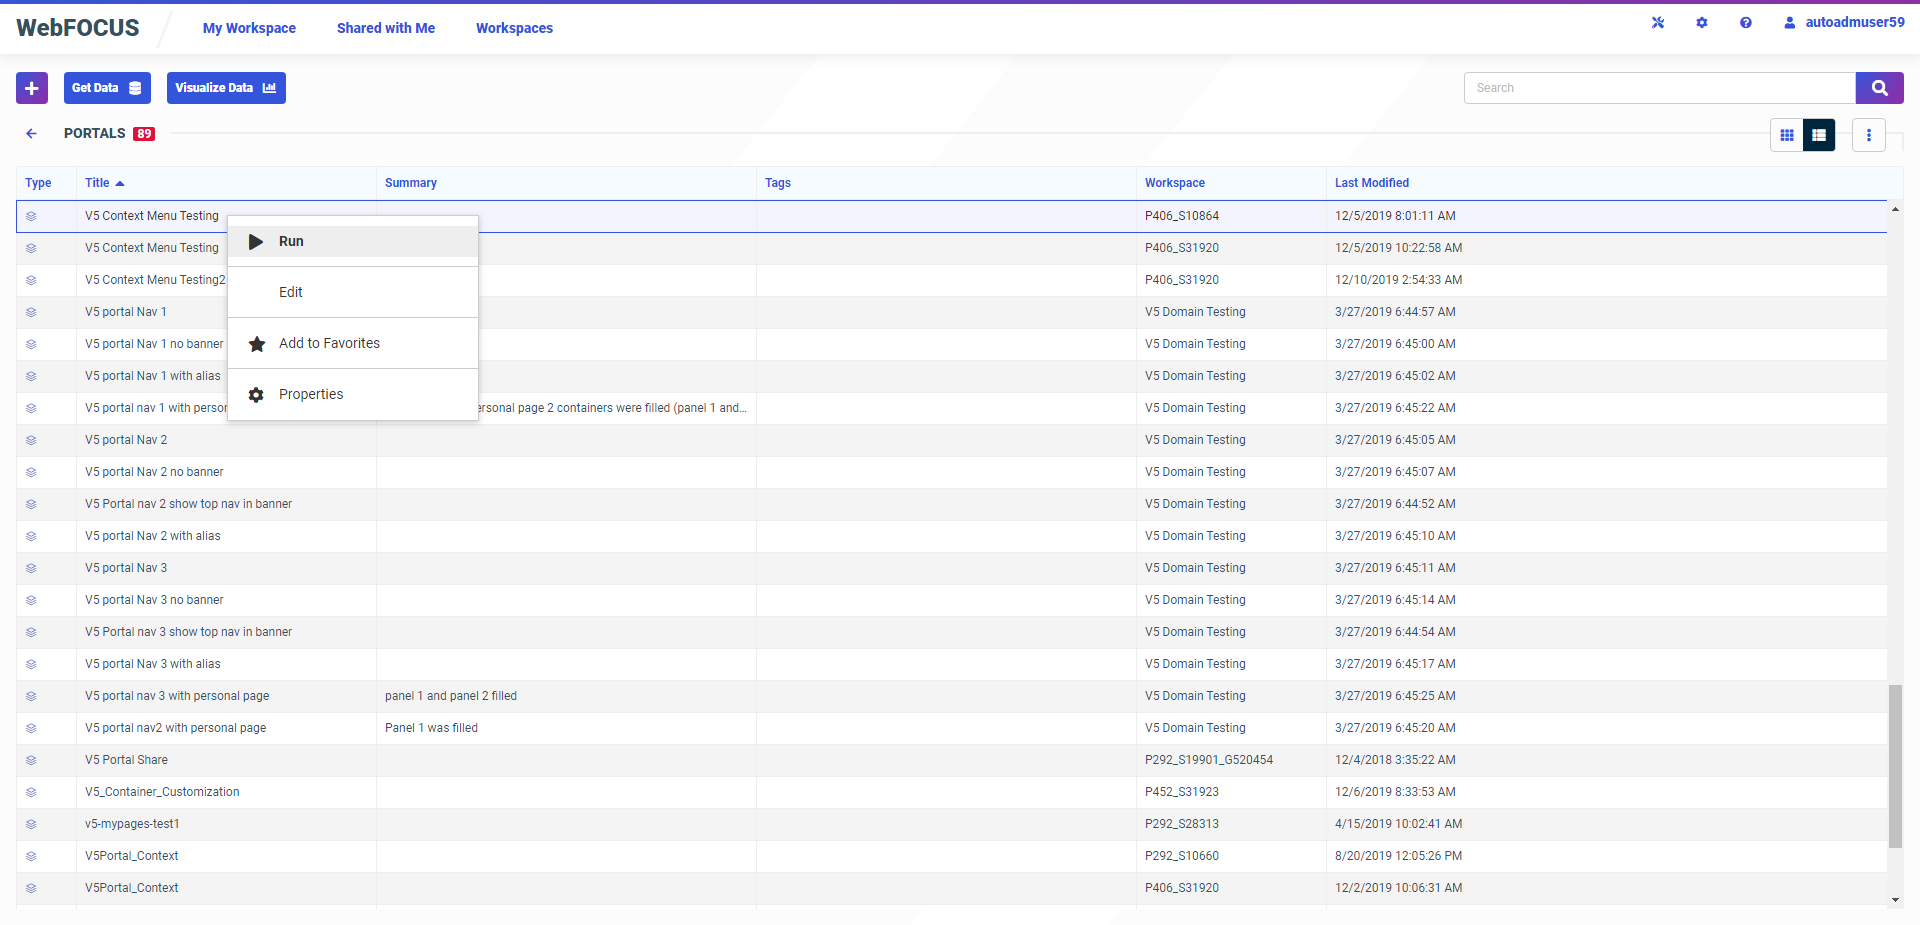 WebFOCUS My Workspace Shared with Me Workspaces autoadmuser59
+ Get Data Visualize Data Search
PORTALS 89
Type Title Summary Tags Workspace Last Modified
V5 Context Menu Testing P406_S10864 12/5/2019 8:01:11 AM
Run
V5 Context Menu Testing P406_S31920 12/5/2019 10:22:58 AM
V5 Context Menu Testing2 P406_S31920 12/10/2019 2:54:33 AM
Edit
V5 portal Nav 1 V5 Domain Testing 3/27/2019 6:44:57 AM
V5 portal Nav 1 no banner Add to Favorites V5 Domain Testing 3/27/2019 6:45:00 AM
V5 portal Nav 1 with alias V5 Domain Testing 3/27/2019 6:45:02 AM
Properties
V5 portal nav 1 with person ersonal page 2 containers were filled (panel 1 and... V5 Domain Testing 3/27/2019 6:45:22 AM
V5 portal Nav 2 V5 Domain Testing 3/27/2019 6:45:05 AM
V5 portal Nav 2 no banner V5 Domain Testing 3/27/2019 6:45:07 AM
V5 Portal nav 2 show top nav in banner V5 Domain Testing 3/27/2019 6:44:52 AM
V5 portal Nav 2 with alias V5 Domain Testing 3/27/2019 6:45:10 AM
V5 portal Nav 3 V5 Domain Testing 3/27/2019 6:45:11 AM
V5 portal Nav 3 no banner V5 Domain Testing 3/27/2019 6:45:14 AM
V5 Portal nav 3 show top nav in banner V5 Domain Testing 3/27/2019 6:44:54 AM
V5 portal Nav 3 with alias V5 Domain Testing 3/27/2019 6:45:17 AM
V5 portal nav 3 with personal page panel 1 and panel 2 filled V5 Domain Testing 3/27/2019 6:45:25 AM
V5 portal nav2 with personal page Panel 1 was filled V5 Domain Testing 3/27/2019 6:45:20 AM
V5 Portal Share P292_S19901_G520454 12/4/2018 3:35:22 AM
V5_Container_Customization P452_S31923 12/6/2019 8:33:53 AM
v5-mypages-test1 P292_S28313 4/15/2019 10:02:41 AM
V5Portal_Context P292_S10660 8/20/2019 12:05:26 PM
V5Portal_Context P406_S31920 12/2/2019 10:06:31 AM